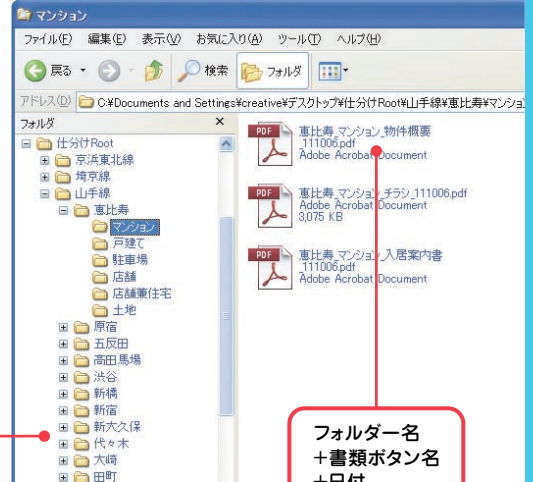 マンション
ファイル(F) 編集(E) 表示(V) お気に入り(A) ツール(T) ヘルプ(H)
戻る 検索 フォルダ
アドレス(D) C:¥Documents and Settings¥creative¥デスクトップ¥仕分けRoot¥山手線¥恵比寿¥マンション
フォルダ ×
仕分けRoot
京浜東北線
埼京線
山手線
恵比寿
マンション
戸建て
駐車場
店舗
店舗兼住宅
土地
原宿
五反田
高田馬場
渋谷
新橋
新宿
新大久保
代々木
大崎
田町
PDF
恵比寿_マンション_物件概要
_111006.pdf
Adobe Acrobat Document
PDF
恵比寿_マンション_チラシ_111006.pdf
Adobe Acrobat Document
3,075 KB
PDF
恵比寿_マンション_入居案内書
_111006.pdf
Adobe Acrobat Document
フォルダー名
+書類ボタン名
+日付